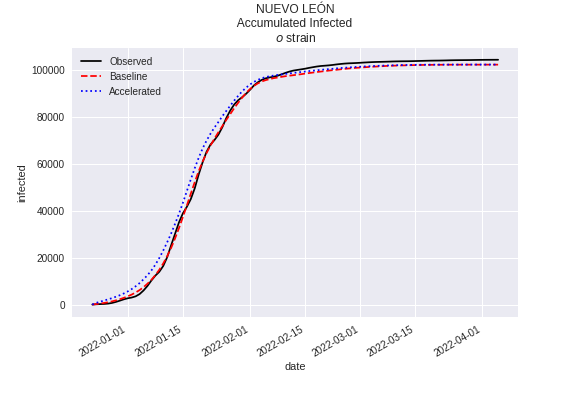 NUEVO LEÓN
Accumulated Infected
o strain
Observed
Baseline
Accelerated
infected
100000
80000
60000
40000
20000
0
2022-01-01
2022-01-15
2022-02-01
2022-02-15
2022-03-01
2022-03-15
2022-04-01
date